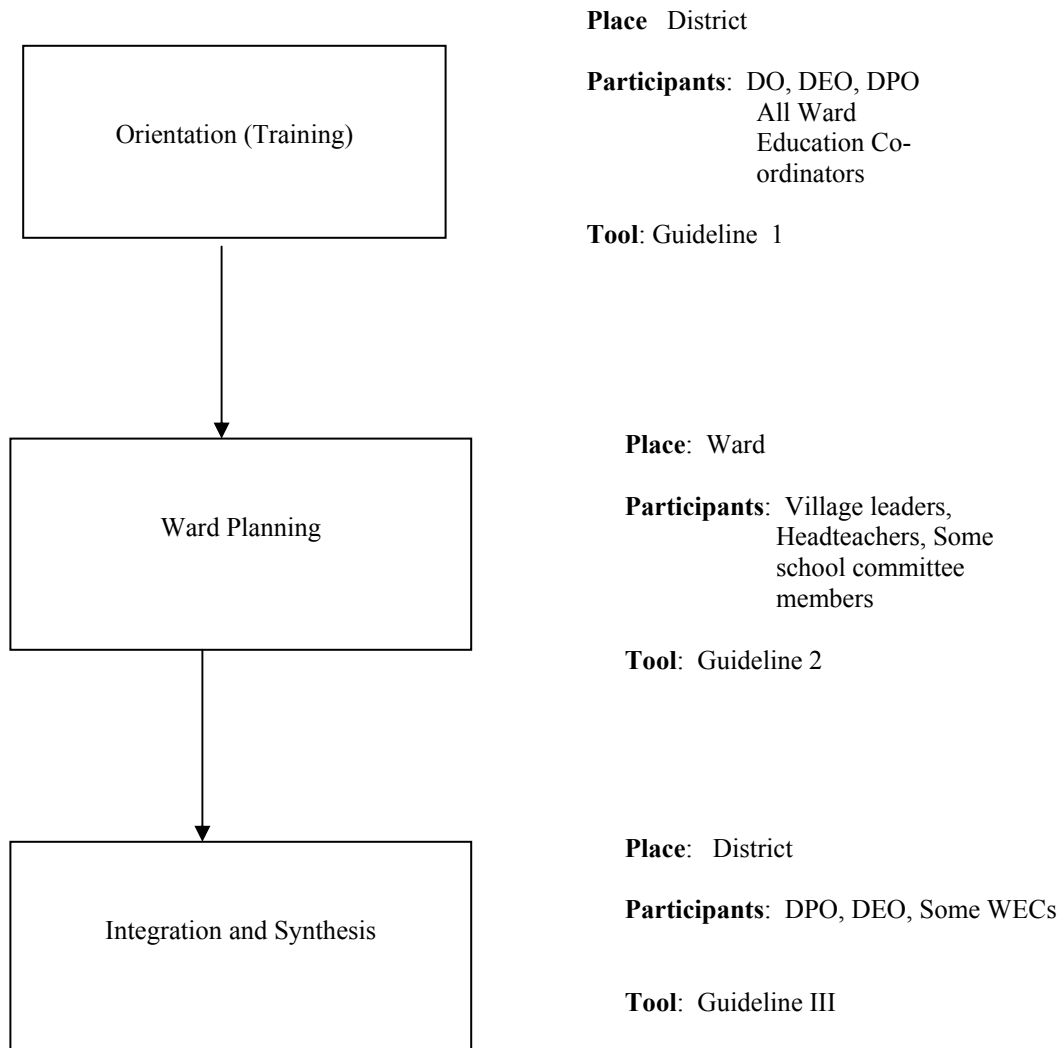 Place District
Orientation (Training)
Participants: DO, DEO, DPO
All Ward
Education Co-
ordinators
Tool: Guideline 1
Ward Planning
Place: Ward
Participants: Village leaders,
Headteachers, Some
school committee
members
Tool: Guideline 2
Integration and Synthesis
Place: District
Participants: DPO, DEO, Some WECs
Tool: Guideline III